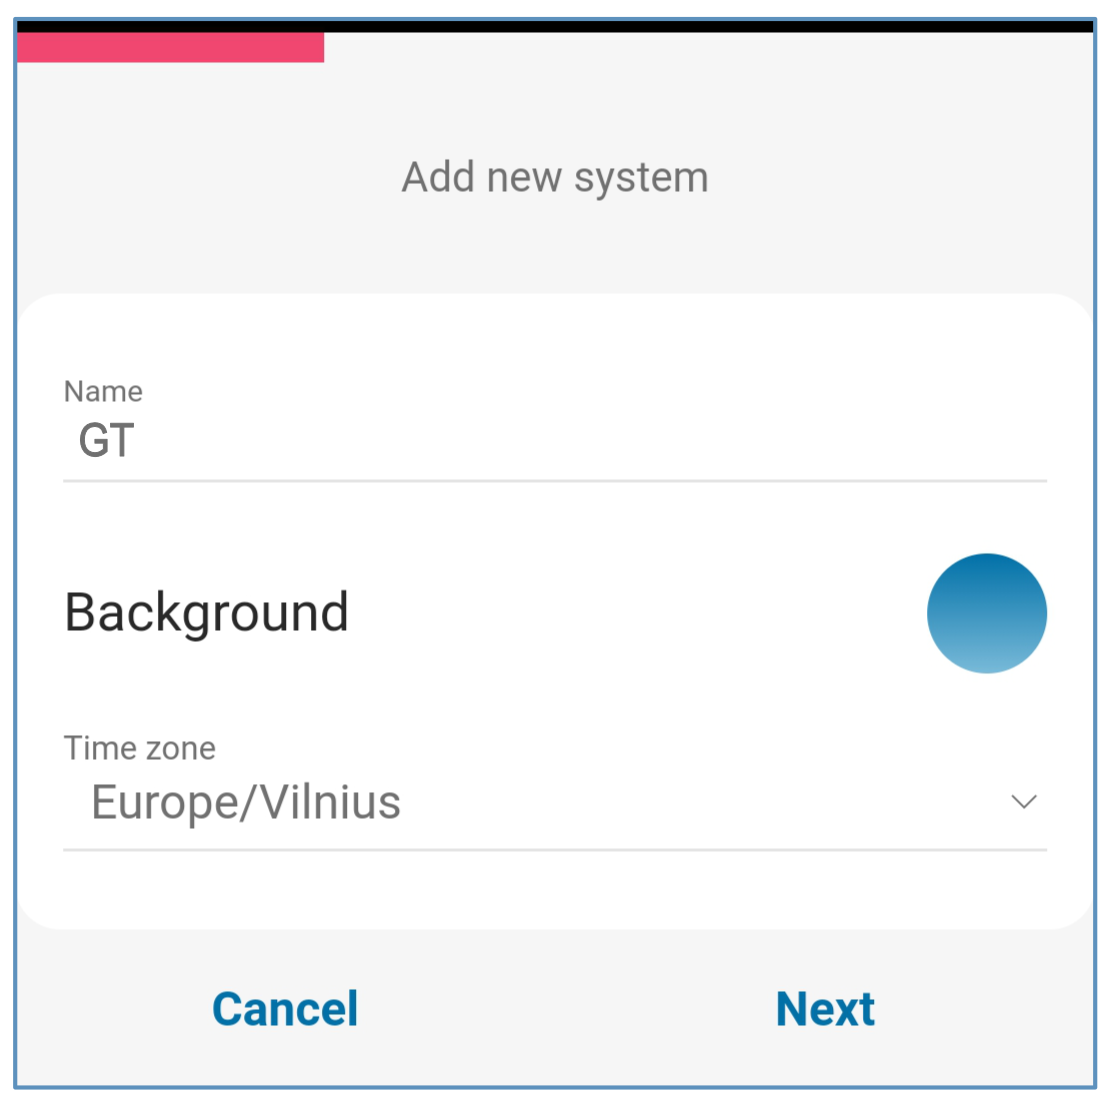 Add new system
Name
GT
Background
Time zone
Europe/Vilnius
Cancel
Next